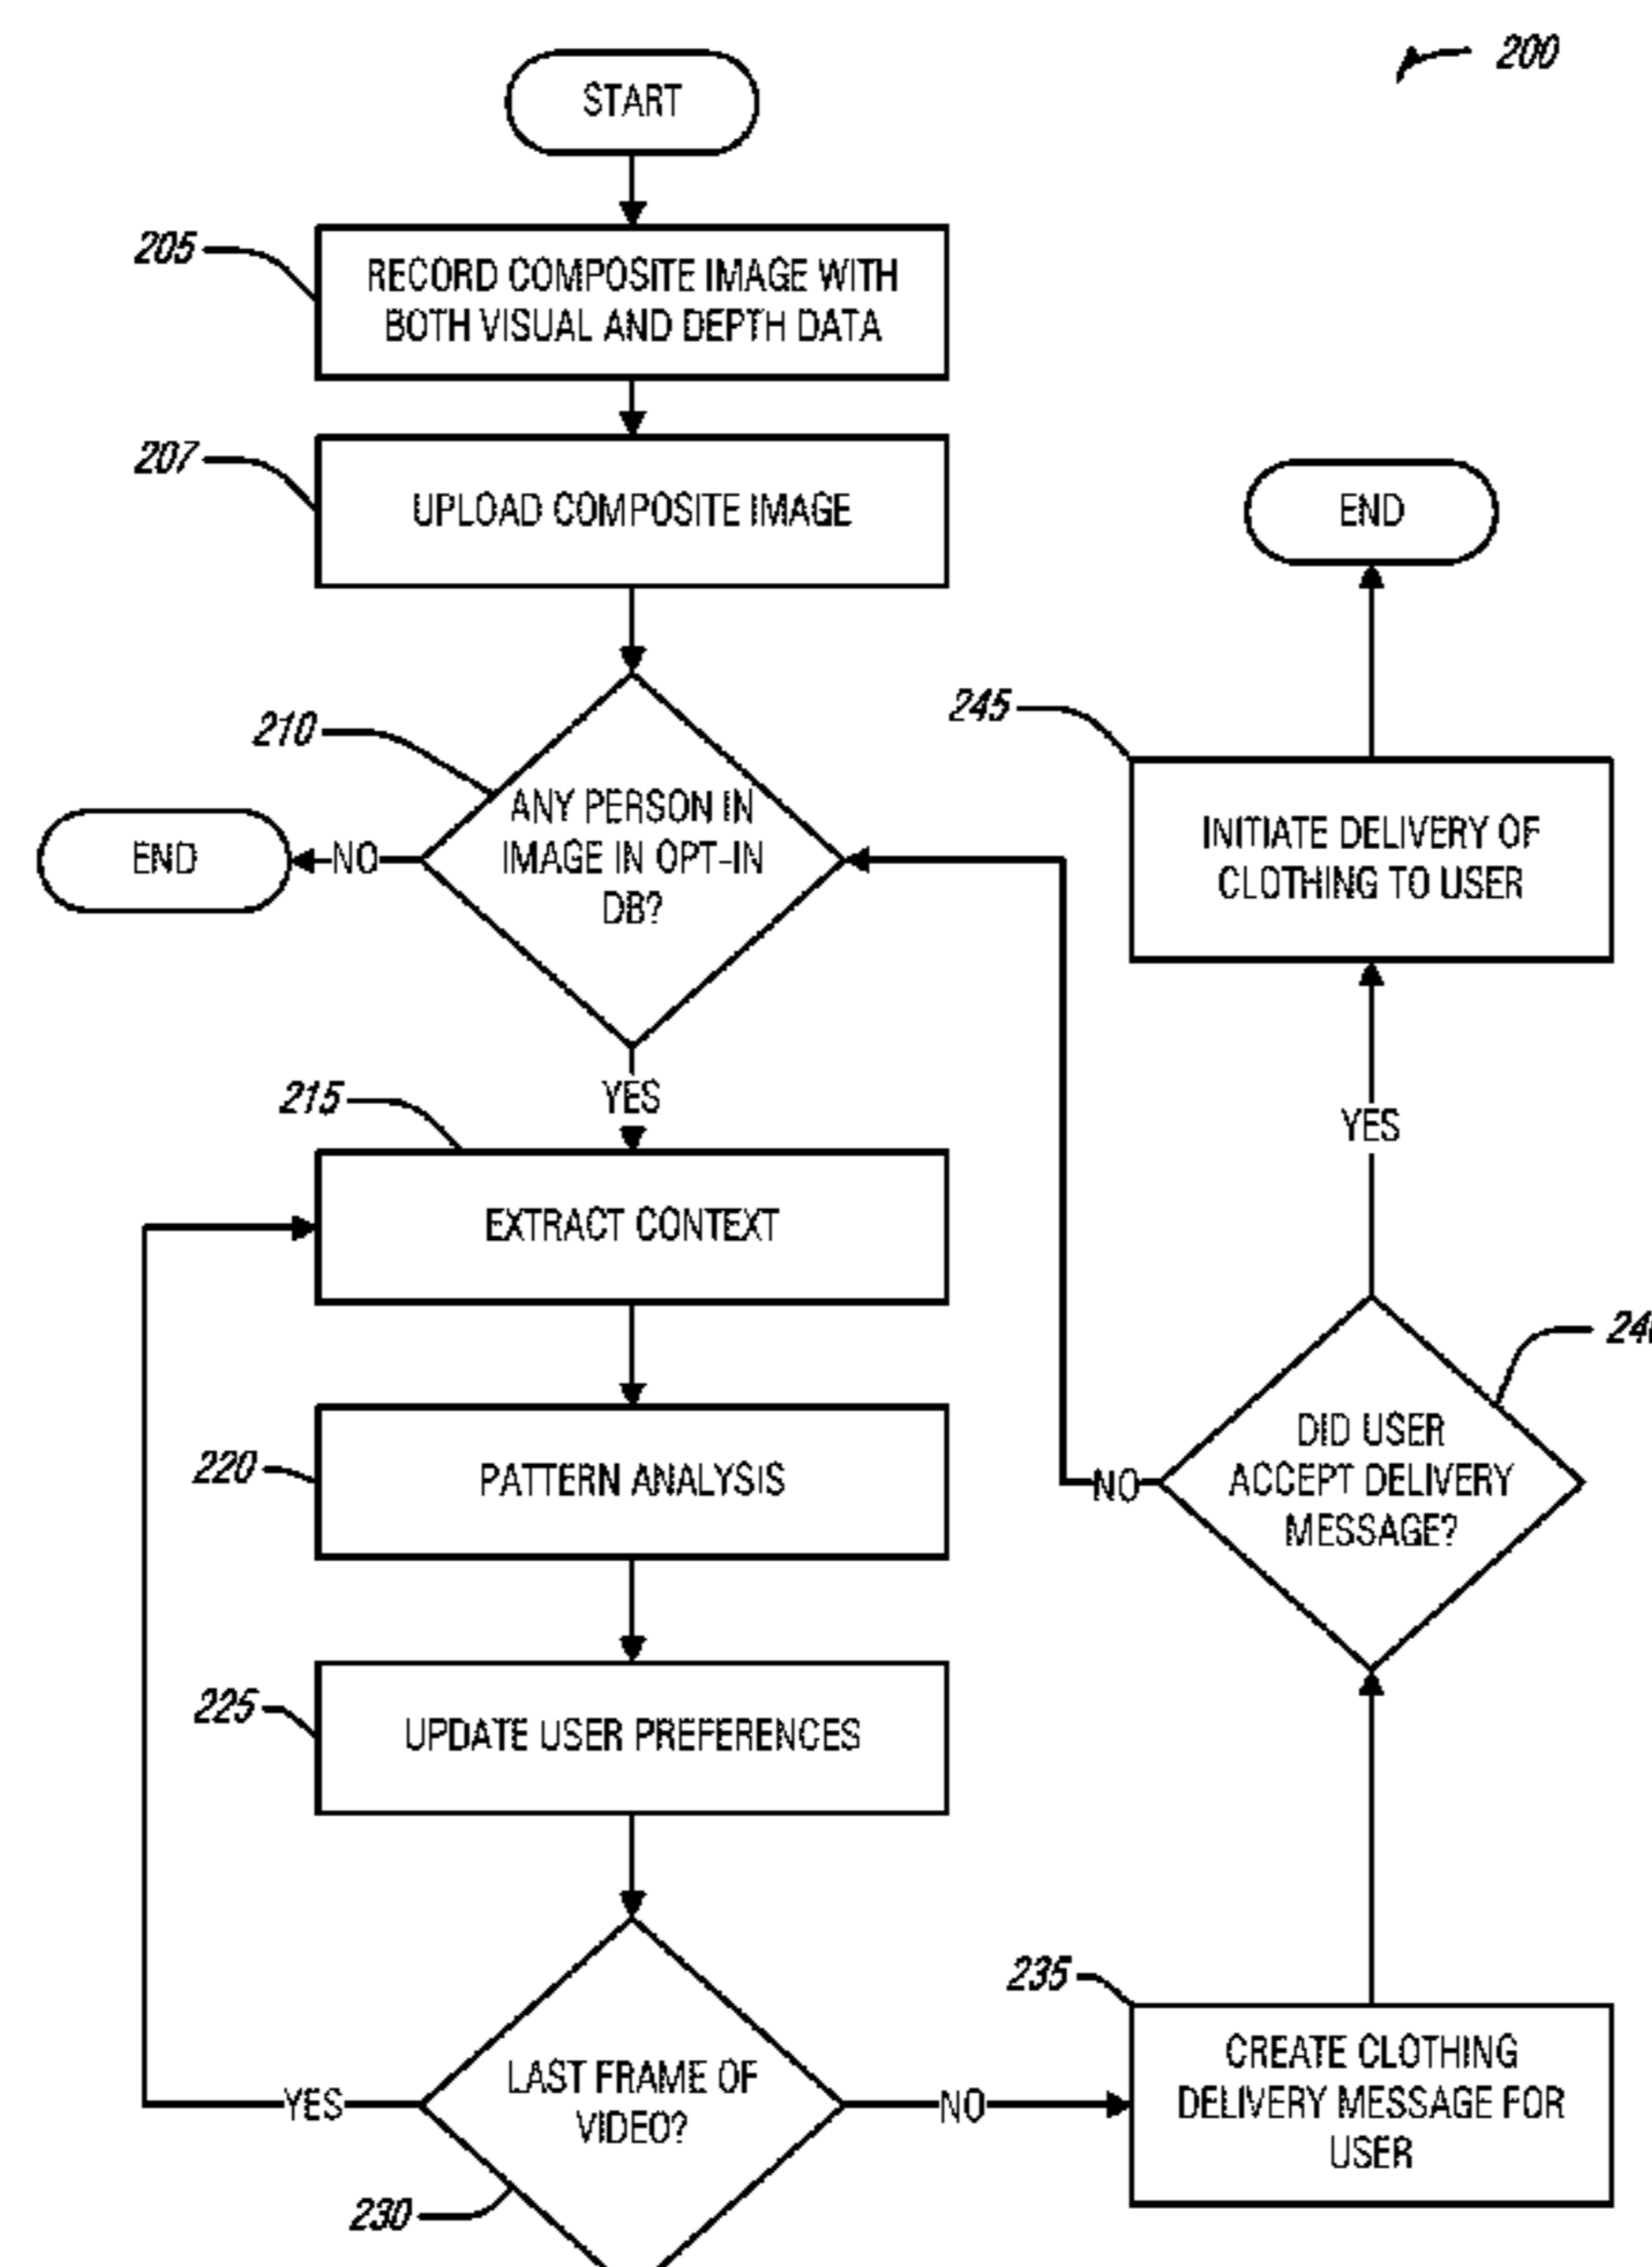 200
START
205
RECORD COMPOSITE IMAGE WITH
BOTH VISUAL AND DEPTH DATA
207
UPLOAD COMPOSITE IMAGE
210
ANY PERSON IN
IMAGE IN OPT-IN
DB?
NO
END
YES
215
EXTRACT CONTEXT
220
PATTERN ANALYSIS
225
UPDATE USER PREFERENCES
LAST FRAME OF
VIDEO?
230
YES
NO
235
CREATE CLOTHING
DELIVERY MESSAGE FOR
USER
DID USER
ACCEPT DELIVERY
MESSAGE?
NO
YES
245
INITIATE DELIVERY OF
CLOTHING TO USER
END